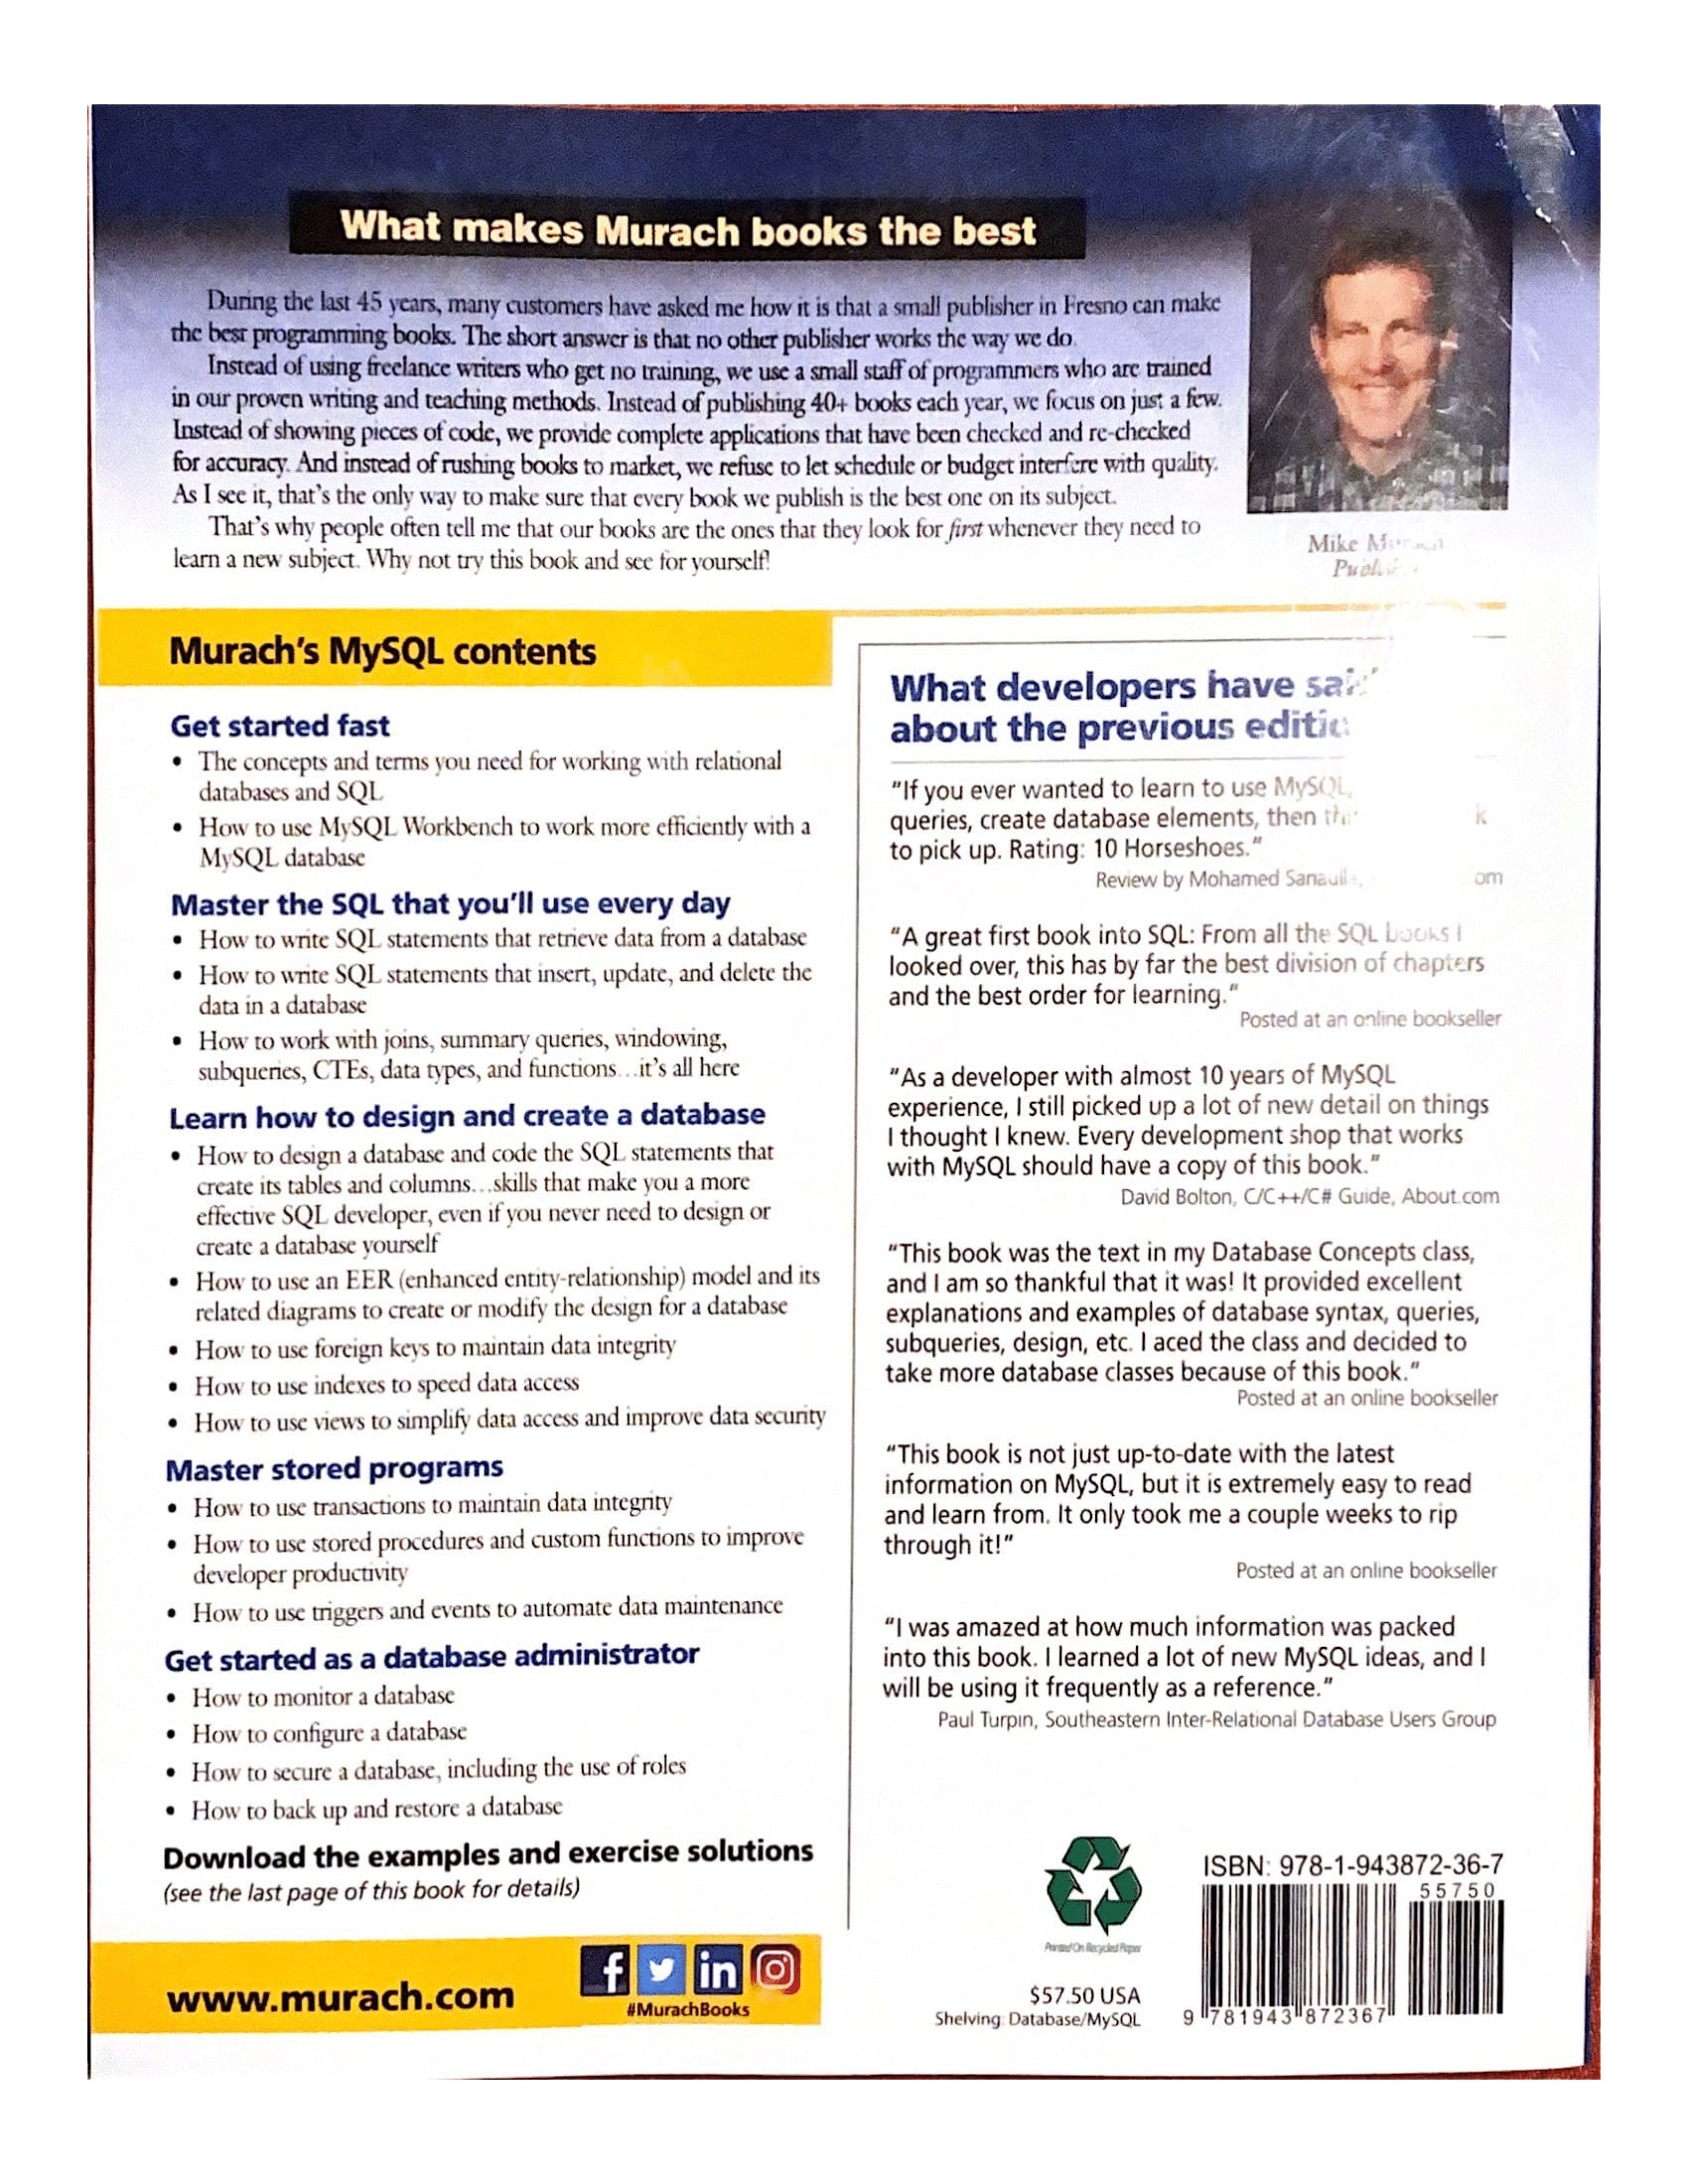 What makes Murach books the best
During the last 45 years, many customers have asked me how it is that a small publisher in Fresno can make
the best programming books. The short answer is that no other publisher works the way we do.
Instead of using freelance writers who get no training, we use a small staff of programmers who are trained
in our proven writing and teaching methods. Instead of publishing 40+ books each year, we focus on just a few.
Instead of showing pieces of code, we provide complete applications that have been checked and re-checked
for accuracy. And instead of rushing books to market, we refuse to let schedule or budget interfere with quality.
As I see it, that's the only way to make sure that every book we publish is the best one on its subject.
That's why people often tell me that our books are the ones that they look for first whenever they need to
learn a new subject. Why not try this book and see for yourself!
Mike
Murach's MySQL contents
Get started fast
• The concepts and terms you need for working with relational
databases and SQL
• How to use MySQL Workbench to work more efficiently with a
MySQL database
Master the SQL that you'll use every day
• How to write SQL statements that retrieve data from a database
• How to write SQL statements that insert, update, and delete the
data in a database
• How to work with joins, summary queries, windowing,
subqueries, CTEs, data types, and functions...it's all here
Learn how to design and create a database
• How to design a database and code the SQL statements that
create its tables and columns...skills that make you a more
effective SQL developer, even if you never need to design or
create a database yourself
• How to use an EER (enhanced entity-relationship) model and its
related diagrams to create or modify the design for a database
• How to use foreign keys to maintain data integrity
• How to use indexes to speed data access
• How to use views to simplify data access and improve data security
Master stored programs
• How to use transactions to maintain data integrity
• How to use stored procedures and custom functions to improve
developer productivity
• How to use triggers and events to automate data maintenance
Get started as a database administrator
• How to monitor a database
• How to configure a database
• How to secure a database, including the use of roles
• How to back up and restore a database
Download the examples and exercise solutions
(see the last page of this book for details)
www.murach.com
#MurachBooks
What developers have
about the previous
"If you ever wanted to learn to use MySQL,
queries, create database elements, then
to pick up. Rating: 10 Horseshoes."
Review by Mohamed
"A great first book into SQL: From all the SQL books I
looked over, this has by far the best division of chapters
and the best order for learning."
Posted at an online bookseller
"As a developer with almost 10 years of MySQL
experience, I still picked up a lot of new detail on things
I thought I knew. Every development shop that works
with MySQL should have a copy of this book."
David Bolton, C/C++/C# Guide, About.com
"This book was the text in my Database Concepts class,
and I am so thankful that it was! It provided excellent
explanations and examples of database syntax, queries,
subqueries, design, etc. I aced the class and decided to
take more database classes because of this book."
Posted at an online bookseller
"This book is not just up-to-date with the latest
information on MySQL, but it is extremely easy to read
and learn from. It only took me a couple weeks to rip
through it!"
Posted at an online bookseller
"I was amazed at how much information was packed
into this book. I learned a lot of new MySQL ideas, and I
will be using it frequently as a reference."
Paul Turpin, Southeastern Inter-Relational Database Users Group
Printed On Recycled Paper
$57.50 USA
Shelving: Database/MySQL
ISBN: 978-1-943872-36-7
55750
9 781943 872367